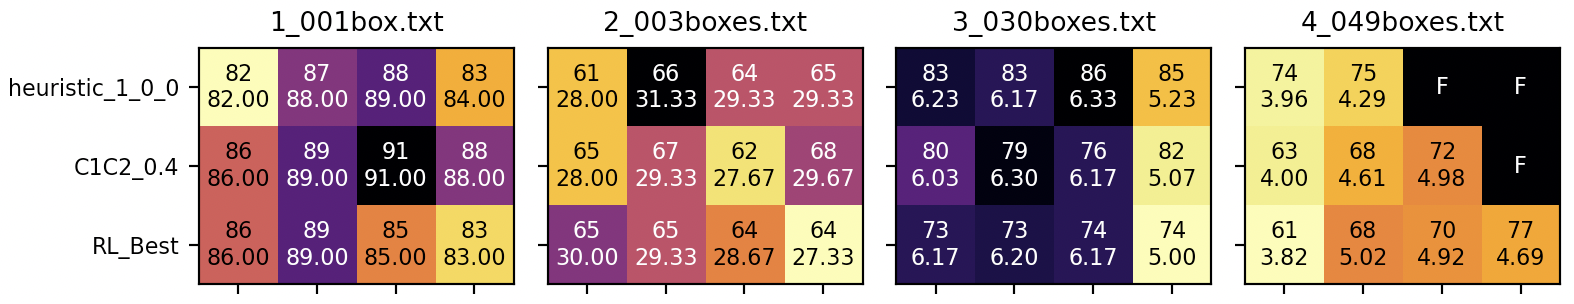 1_001box.txt 2_003boxes.txt 3_030boxes.txt 4_049boxes.txt
heuristic_1_0_0
82 87 88 83
82.00 88.00 89.00 84.00
61 66 64 65
28.00 31.33 29.33 29.33
83 83 86 85
6.23 6.17 6.33 5.23
74 75 F F
3.96 4.29
C1C2_0.4
86 89 91 88
86.00 89.00 91.00 88.00
65 67 62 68
28.00 29.33 27.67 29.67
80 79 76 82
6.03 6.30 6.17 5.07
63 68 72 F
4.00 4.61 4.98
RL_Best
86 89 85 83
86.00 89.00 85.00 83.00
65 65 64 64
30.00 29.33 28.67 27.33
73 73 74 74
6.17 6.20 6.17 5.00
61 68 70 77
3.82 5.02 4.92 4.69